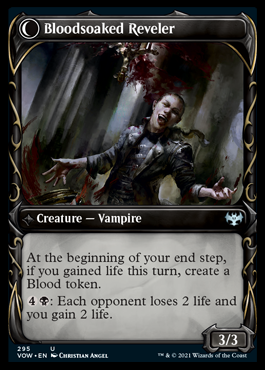 Bloodsoaked Reveler
Creature — Vampire
At the beginning of your end step,
if you gained life this turn, create a
Blood token.
4 B: Each opponent loses 2 life and
you gain 2 life.
3/3
295 U
VOW • EN Christian Angel
™ & © 2021 Wizards of the Coast